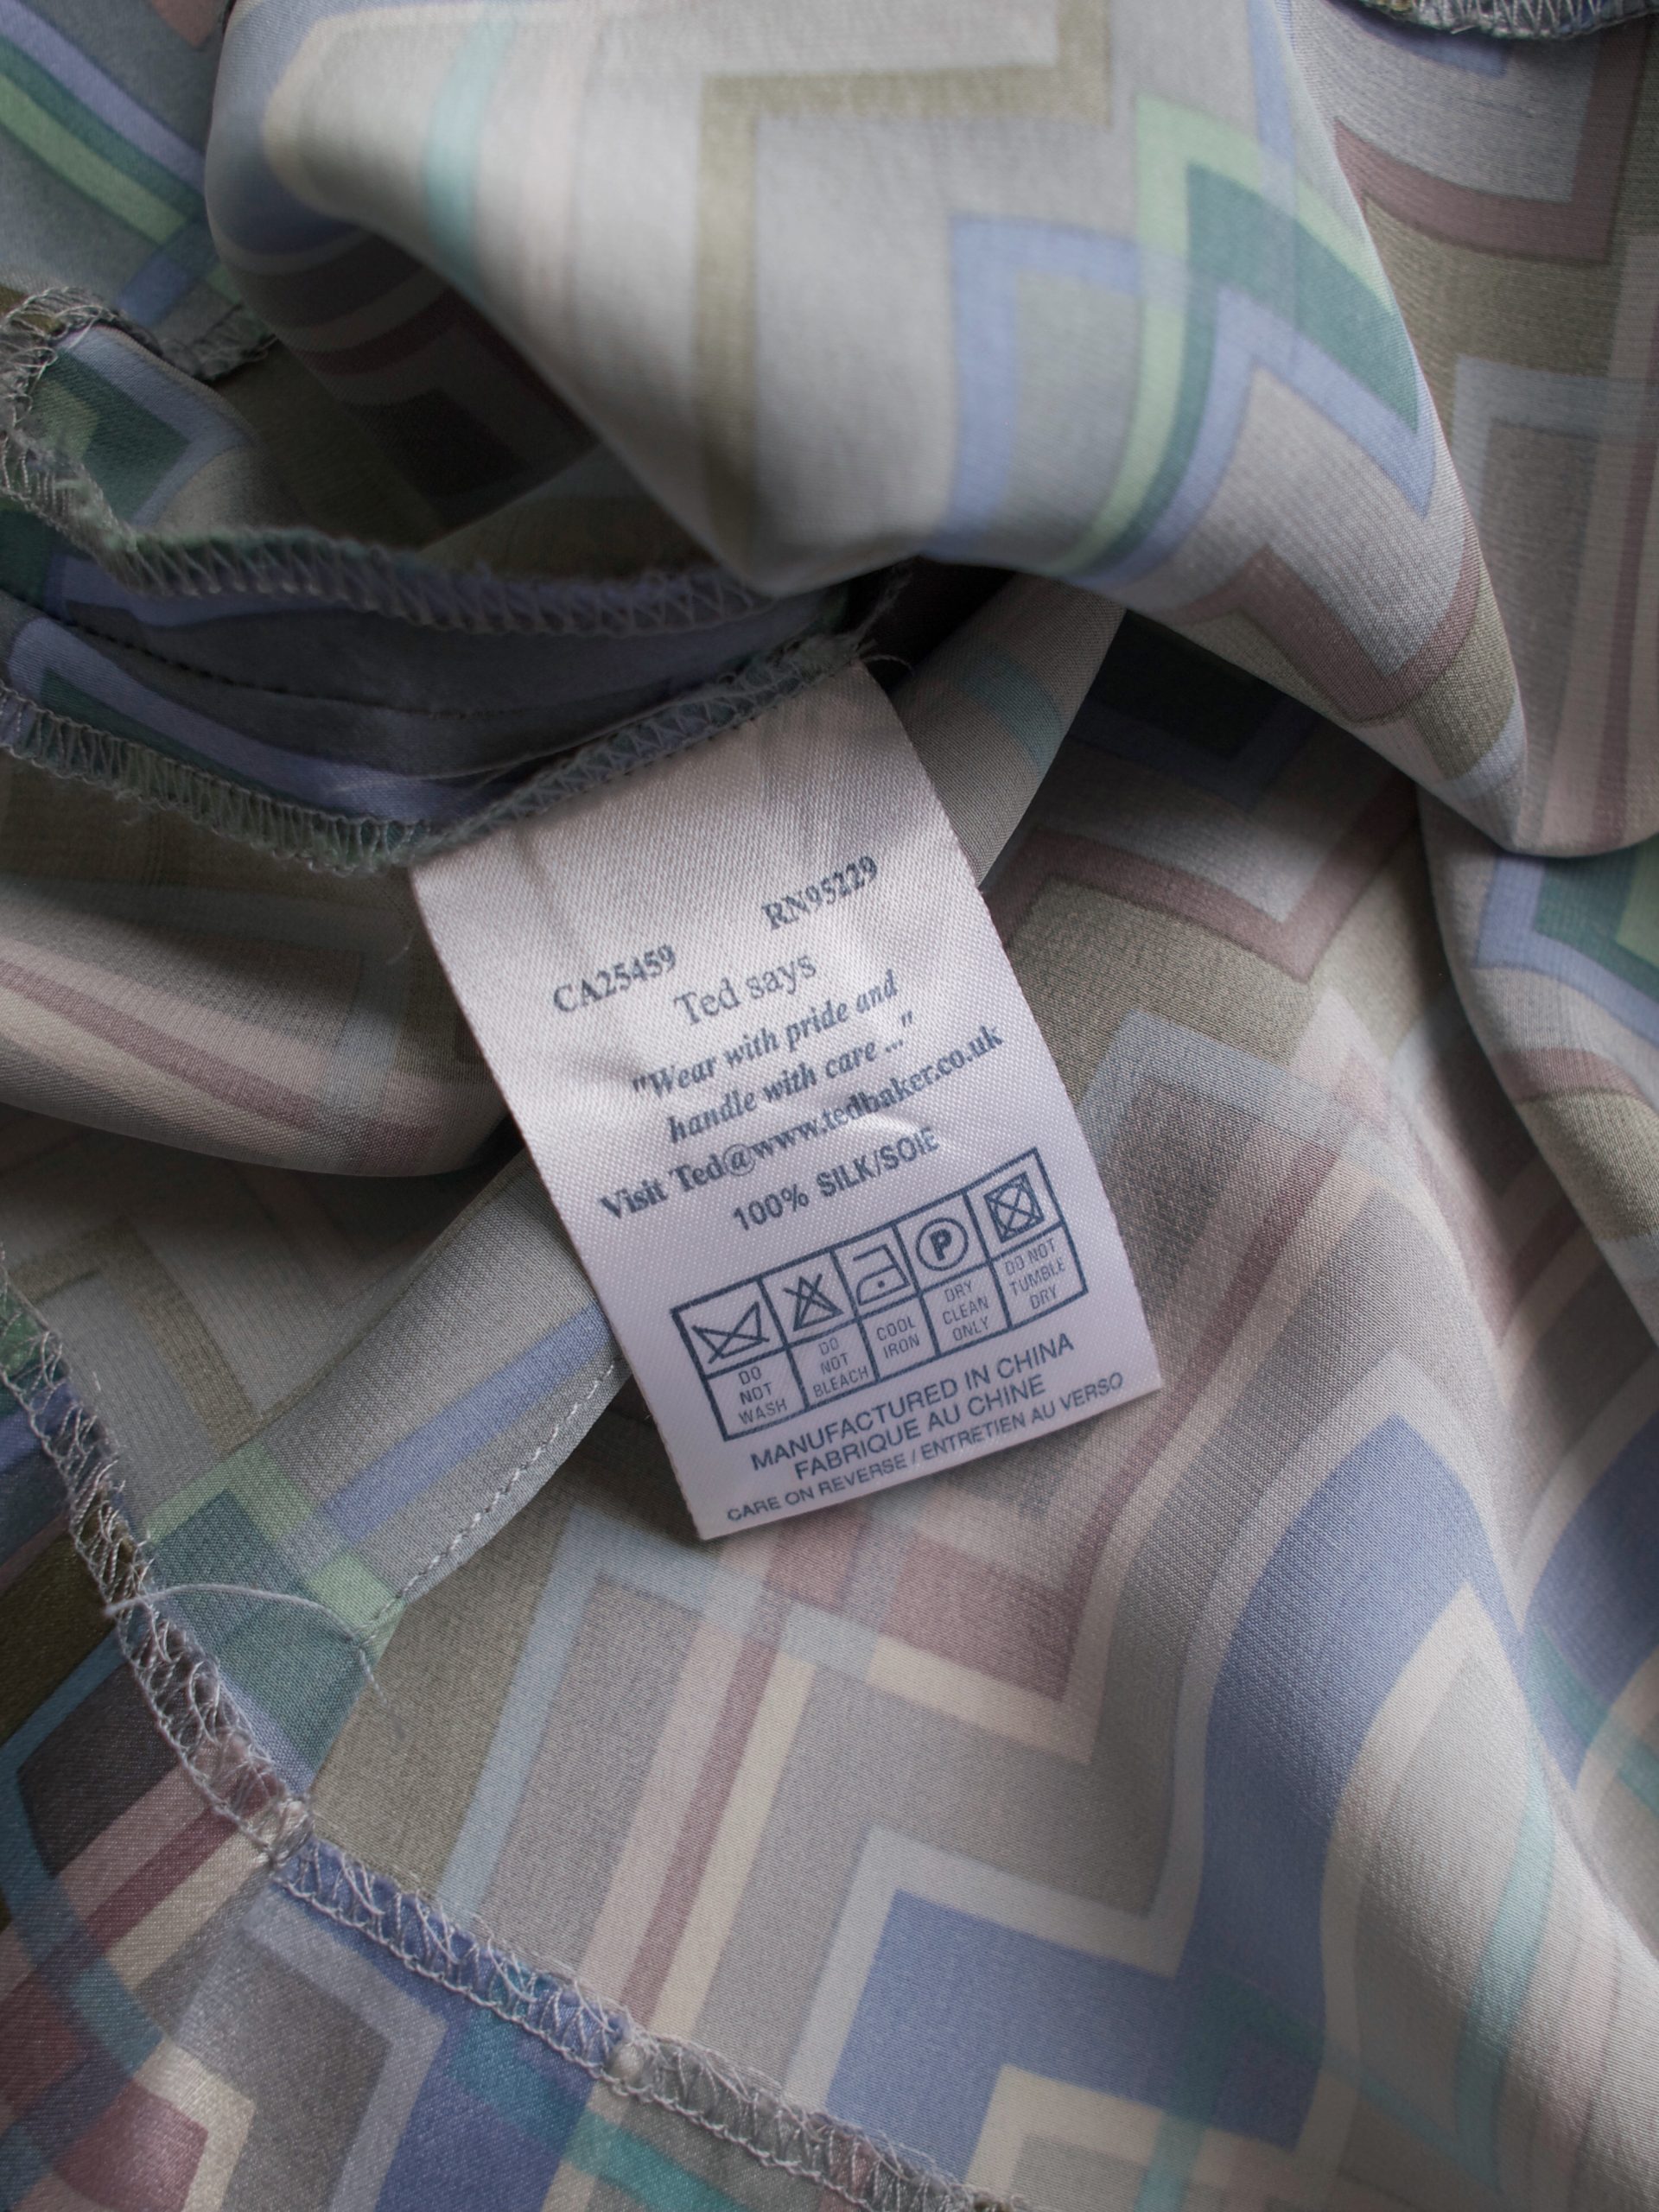 CA25459 RN95229
Ted says
"Wear with pride and
handle with care ..."
Visit Ted@www.tedbaker.co.uk
100% SILK/SOIE
P
DO NOT WASH
DO NOT BLEACH
COOL IRON
DRY CLEAN ONLY
DO NOT TUMBLE DRY
MANUFACTURED IN CHINA
FABRIQUE AU CHINE
CARE ON REVERSE / ENTRETIEN AU VERSO